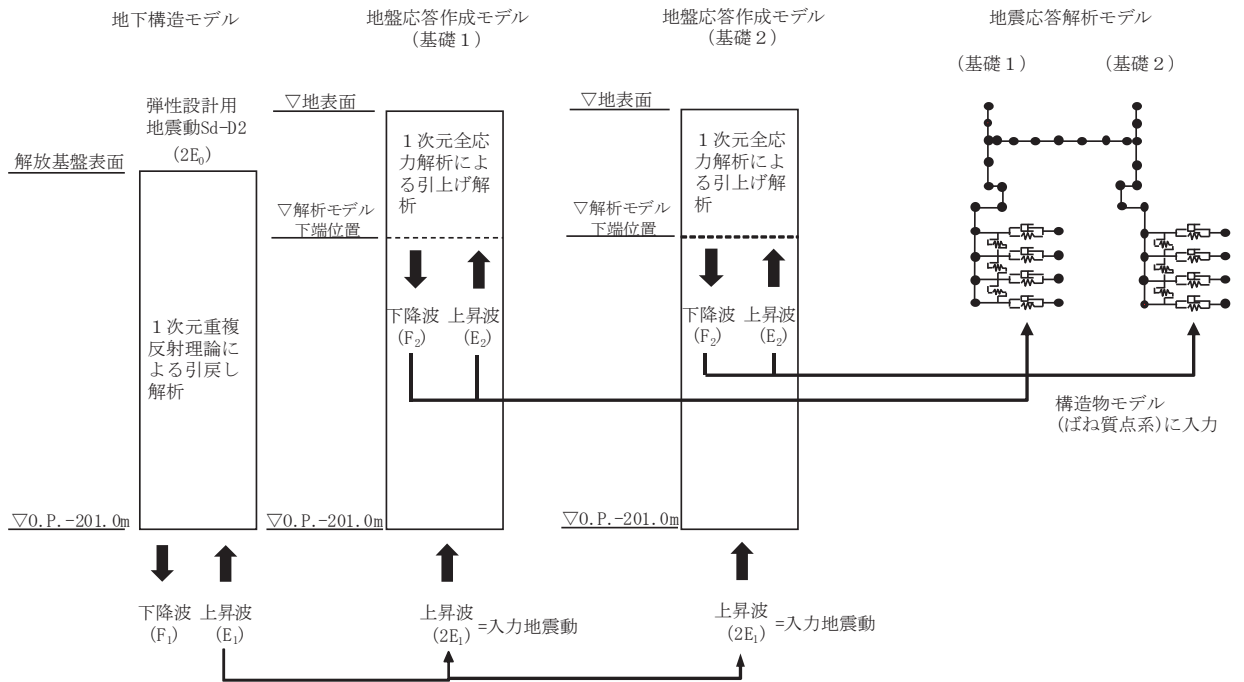 地下構造モデル
弾性設計用
地震動Sd-D2
(2E₀)
解放基盤表面
１次元重複
反射理論に
よる引戻し
解析
▽O.P.-201.0m
下降波
(F₁)
上昇波
(E₁)
地盤応答作成モデル
(基礎１)
▽地表面
１次元全応
力解析によ
る引上げ解
析
▽解析モデル
下端位置
下降波
(F₂)
上昇波
(E₂)
▽O.P.-201.0m
上昇波
(2E₁)
=入力地震動
地盤応答作成モデル
(基礎２)
▽地表面
１次元全応
力解析によ
る引上げ解
析
▽解析モデル
下端位置
下降波
(F₂)
上昇波
(E₂)
▽O.P.-201.0m
上昇波
(2E₁)
=入力地震動
地震応答解析モデル
(基礎１)
(基礎２)
構造物モデル
(ばね質点系)に入力